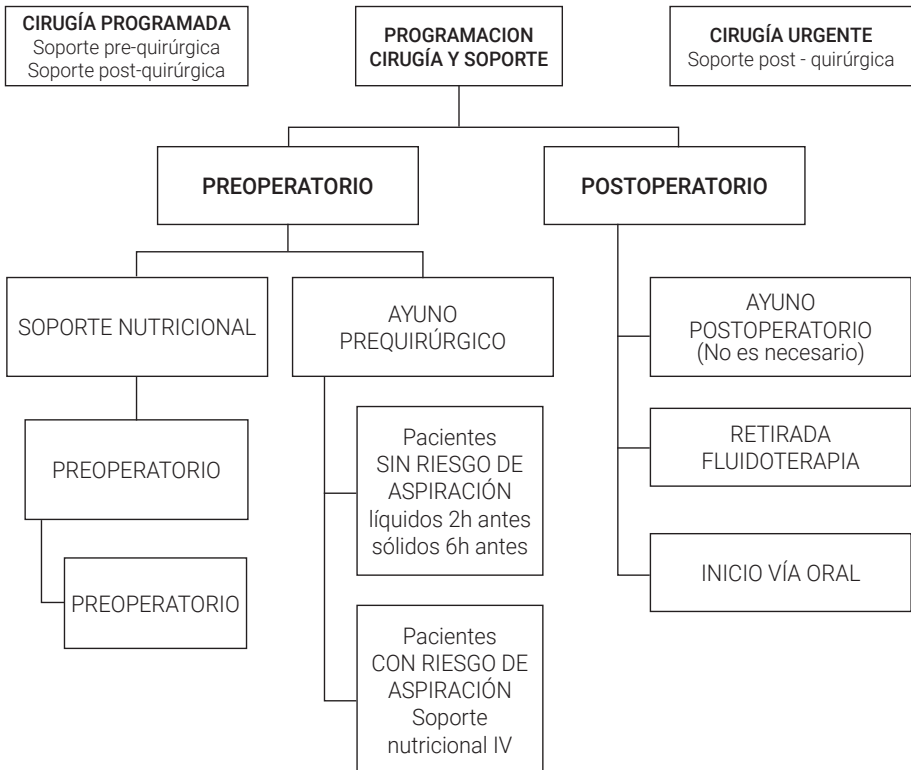 CIRUGÍA PROGRAMADA
Soporte pre-quirúrgica
Soporte post-quirúrgica
PROGRAMACION
CIRUGÍA Y SOPORTE
CIRUGÍA URGENTE
Soporte post - quirúrgica
PREOPERATORIO
POSTOPERATORIO
SOPORTE NUTRICIONAL
AYUNO
PREQUIRÚRGICO
AYUNO
POSTOPERATORIO
(No es necesario)
PREOPERATORIO
Pacientes
SIN RIESGO DE
ASPIRACIÓN
líquidos 2h antes
sólidos 6h antes
RETIRADA
FLUIDOTERAPIA
PREOPERATORIO
INICIO VÍA ORAL
Pacientes
CON RIESGO DE
ASPIRACIÓN
Soporte
nutricional IV